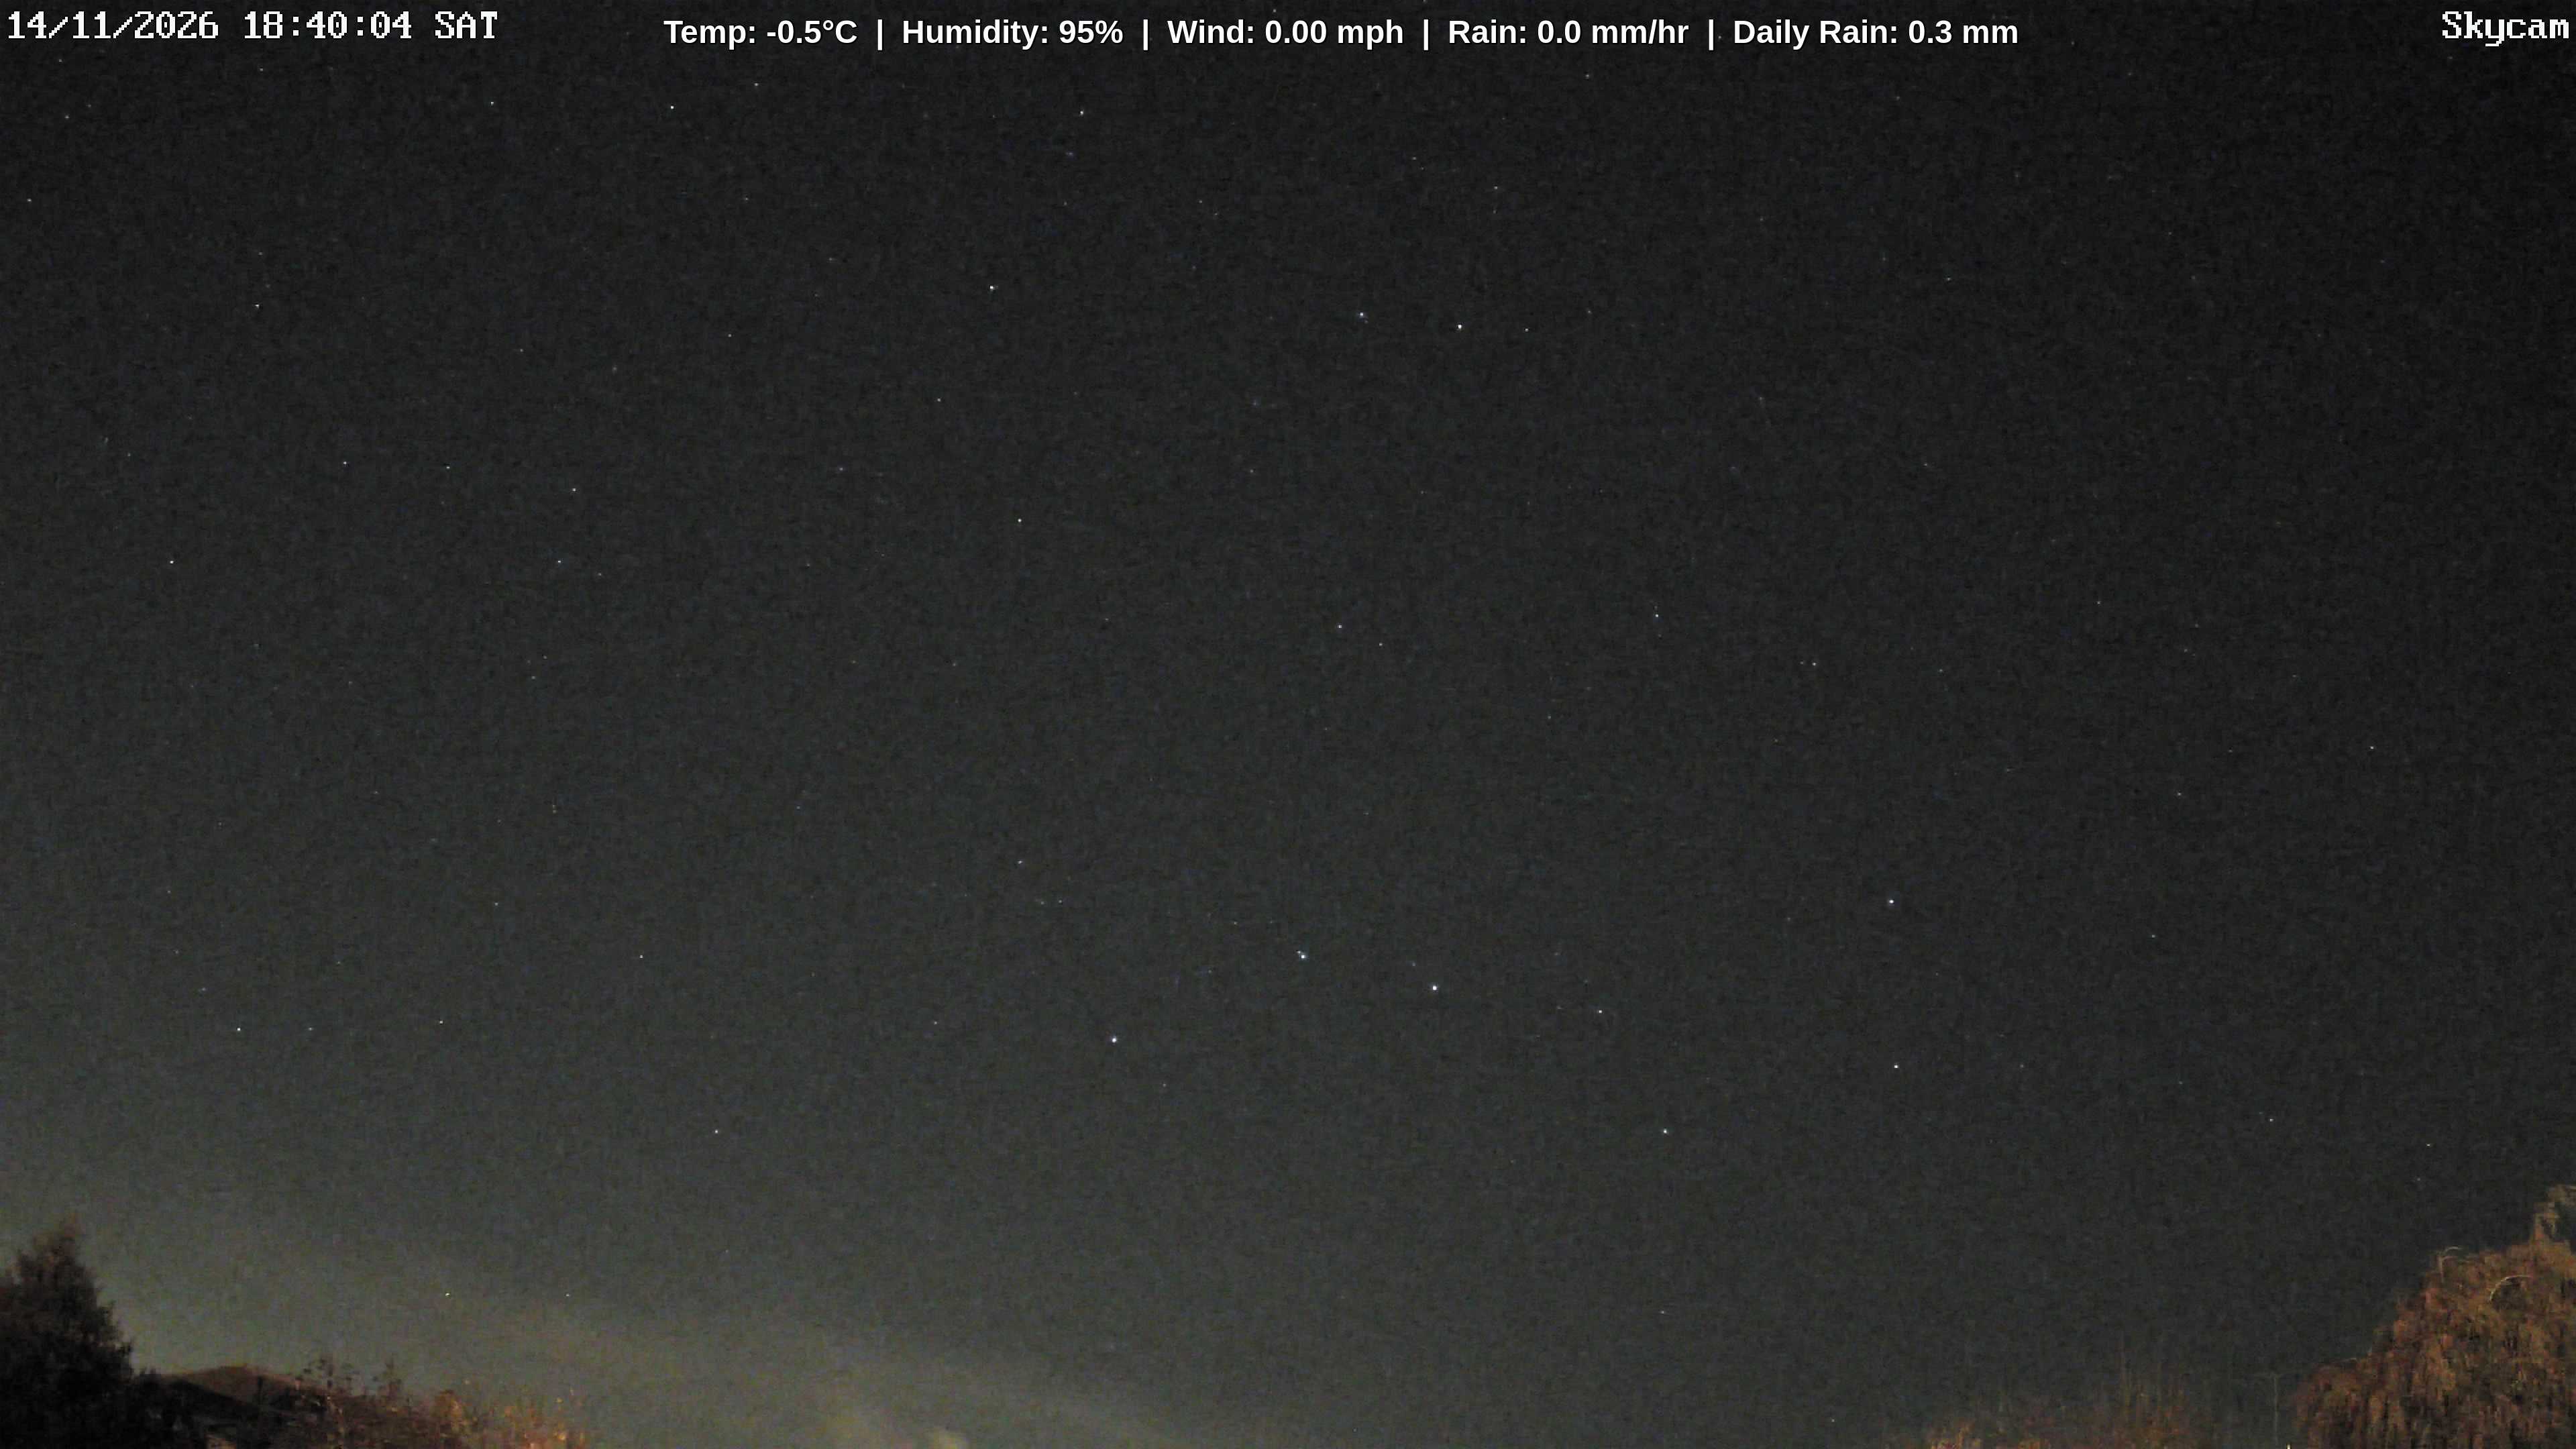 14/11/2026 18:40:04 SAT
Temp: -0.5°C | Humidity: 95% | Wind: 0.00 mph | Rain: 0.0 mm/hr | Daily Rain: 0.3 mm
Skycam